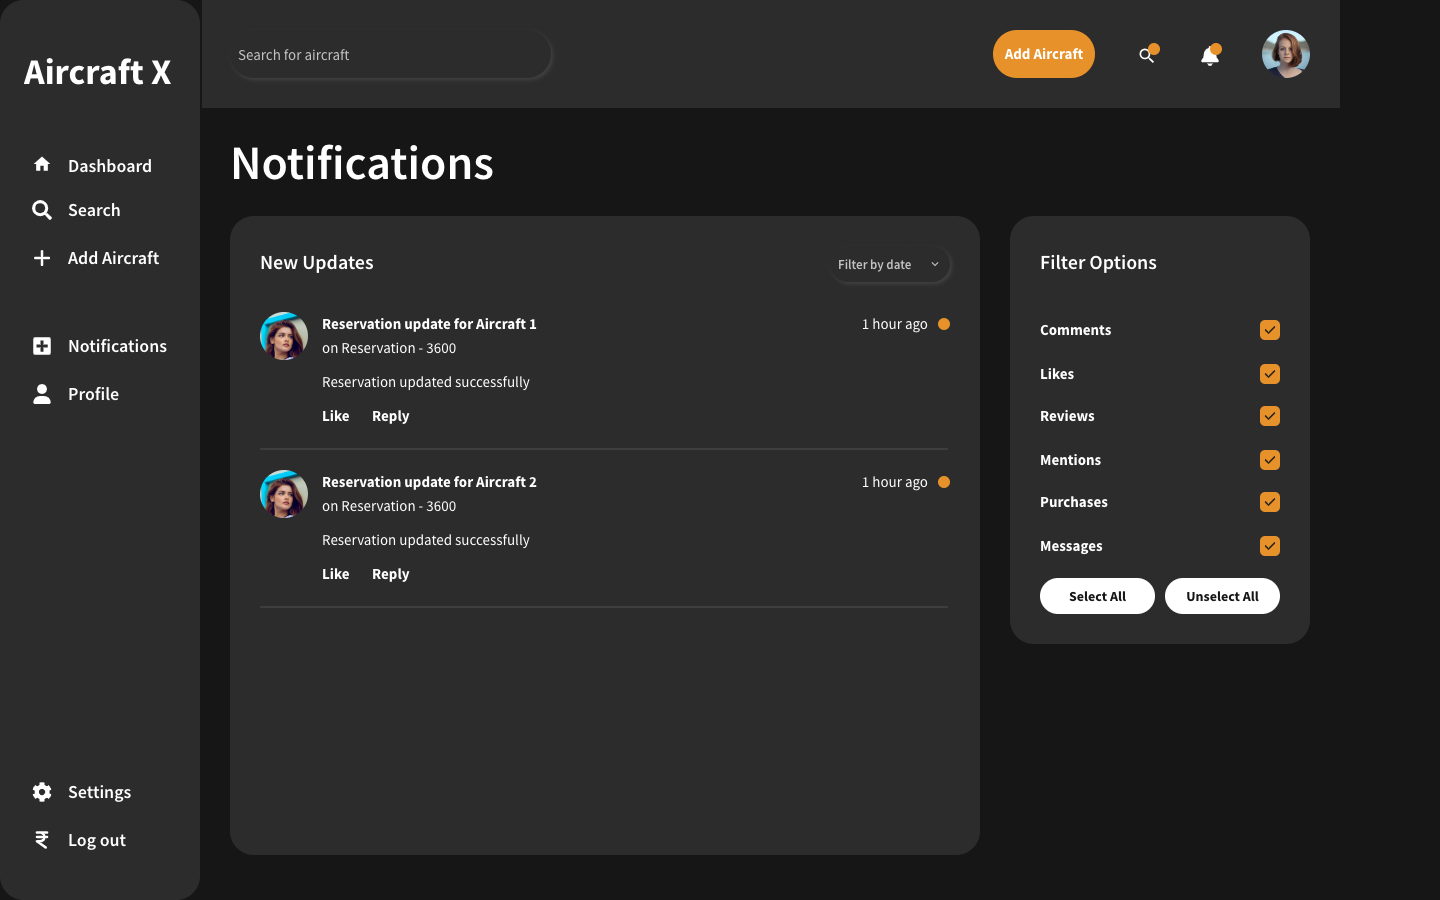 Aircraft X
Dashboard
Search
Add Aircraft
Notifications
Profile
Settings
Log out
Search for aircraft
Add Aircraft
Notifications
New Updates
Filter by date
Reservation update for Aircraft 1
1 hour ago
on Reservation - 3600
Reservation updated successfully
Like Reply
Reservation update for Aircraft 2
1 hour ago
on Reservation - 3600
Reservation updated successfully
Like Reply
Filter Options
Comments
Likes
Reviews
Mentions
Purchases
Messages
Select All Unselect All